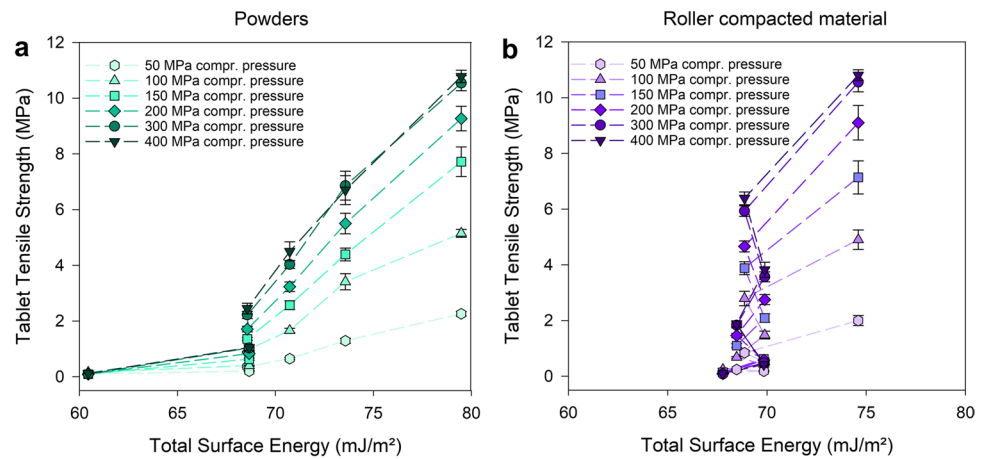 Powders
a
12
10
8
6
4
2
0
Tablet Tensile Strength (MPa)
50 MPa compr. pressure
100 MPa compr. pressure
150 MPa compr. pressure
200 MPa compr. pressure
300 MPa compr. pressure
400 MPa compr. pressure
60 65 70 75 80
Total Surface Energy (mJ/m²)
Roller compacted material
b
12
10
8
6
4
2
0
Tablet Tensile Strength (MPa)
50 MPa compr. pressure
100 MPa compr. pressure
150 MPa compr. pressure
200 MPa compr. pressure
300 MPa compr. pressure
400 MPa compr. pressure
60 65 70 75 80
Total Surface Energy (mJ/m²)